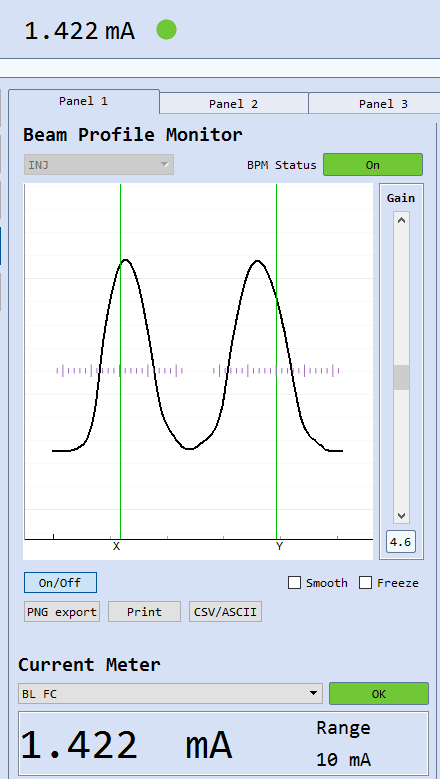 1.422 mA
Panel 1 Panel 2 Panel 3
Beam Profile Monitor
INJ BPM Status On
Gain
X Y
4.6
On/Off Smooth Freeze
PNG export Print CSV/ASCII
Current Meter
BL FC OK
1.422 mA
Range
10 mA